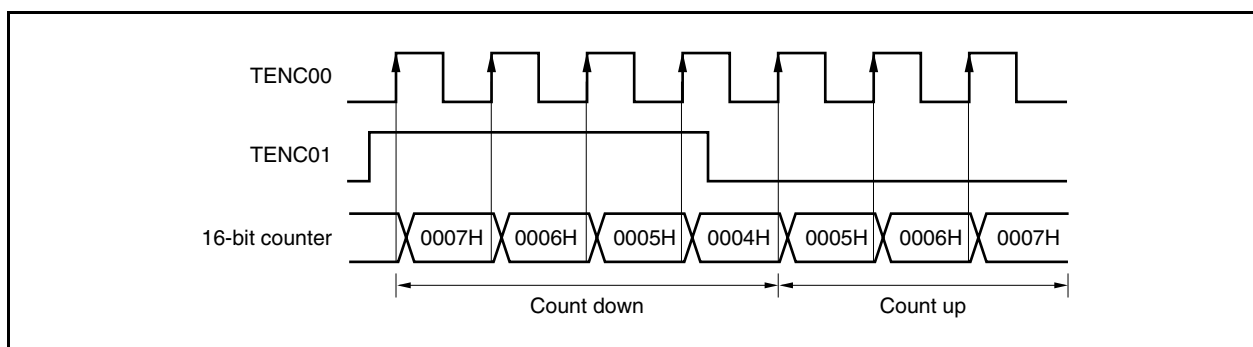 TENC00
TENC01
16-bit counter 0007H 0006H 0005H 0004H 0005H 0006H 0007H
Count down Count up